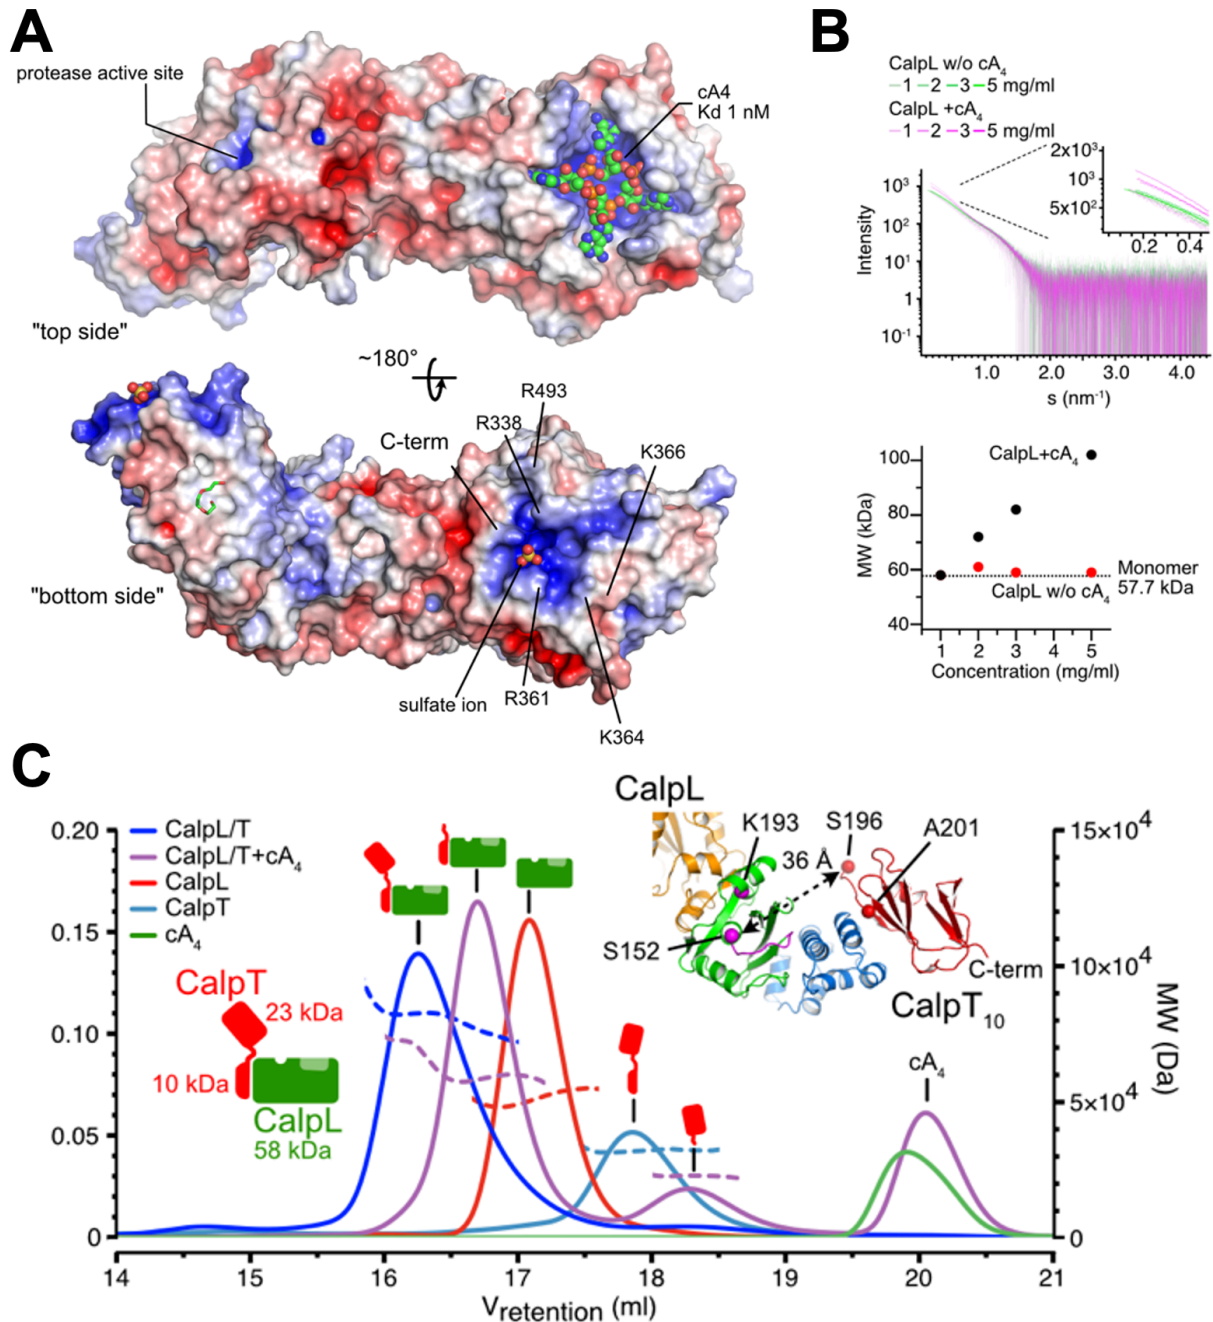 A
protease active site
cA4
Kd 1 nM
"top side"
~180°
R493
R338
C-term
K366
"bottom side"
sulfate ion
R361
K364
B
CalpL w/o cA₄
1 2 3 5 mg/ml
CalpL +cA₄
1 2 3 5 mg/ml
2x10³
10³
5x10²
0.2 0.4
10³
10²
10¹
1
10⁻¹
Intensity
1.0 2.0 3.0 4.0
s (nm⁻¹)
100
80
60
40
MW (kDa)
CalpL+cA₄
Monomer
57.7 kDa
CalpL w/o cA₄
1 2 3 4 5
Concentration (mg/ml)
C
CalpL/T
CalpL/T+cA₄
CalpL
CalpT
cA₄
CalpT
23 kDa
10 kDa
CalpL
58 kDa
CalpL
K193
S196
A201
36 Å
S152
C-term
CalpT₁₀
cA₄
0.20
0.15
0.10
0.05
0
15x10⁴
10x10⁴
5x10⁴
0
MW (Da)
14 15 16 17 18 19 20 21
Vretention (ml)